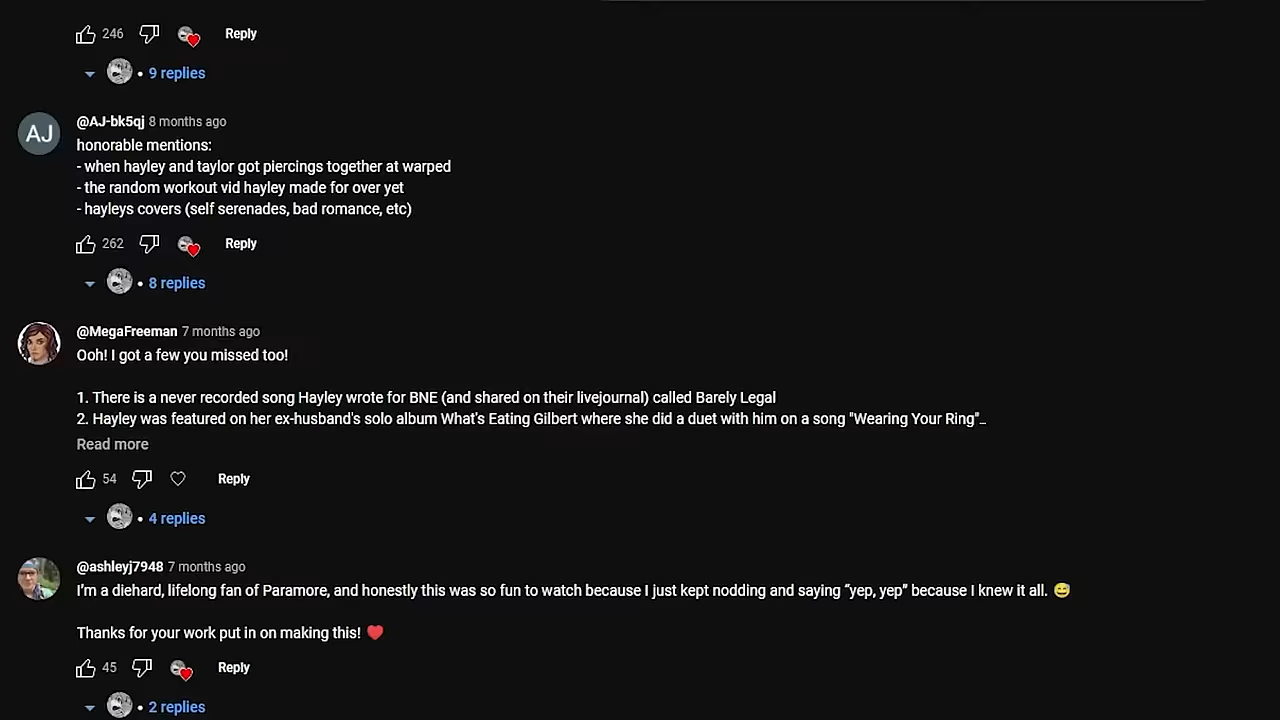 246 Reply
• 9 replies
AJ
@AJ-bk5qj 8 months ago
honorable mentions:
- when hayley and taylor got piercings together at warped
- the random workout vid hayley made for over yet
- hayleys covers (self serenades, bad romance, etc)
262 Reply
• 8 replies
@MegaFreeman 7 months ago
Ooh! I got a few you missed too!
1. There is a never recorded song Hayley wrote for BNE (and shared on their livejournal) called Barely Legal
2. Hayley was featured on her ex-husband's solo album What's Eating Gilbert where she did a duet with him on a song "Wearing Your Ring"…
Read more
54 Reply
• 4 replies
@ashleyj7948 7 months ago
I'm a diehard, lifelong fan of Paramore, and honestly this was so fun to watch because I just kept nodding and saying “yep, yep” because I knew it all. 😅
Thanks for your work put in on making this! ❤️
45 Reply
• 2 replies